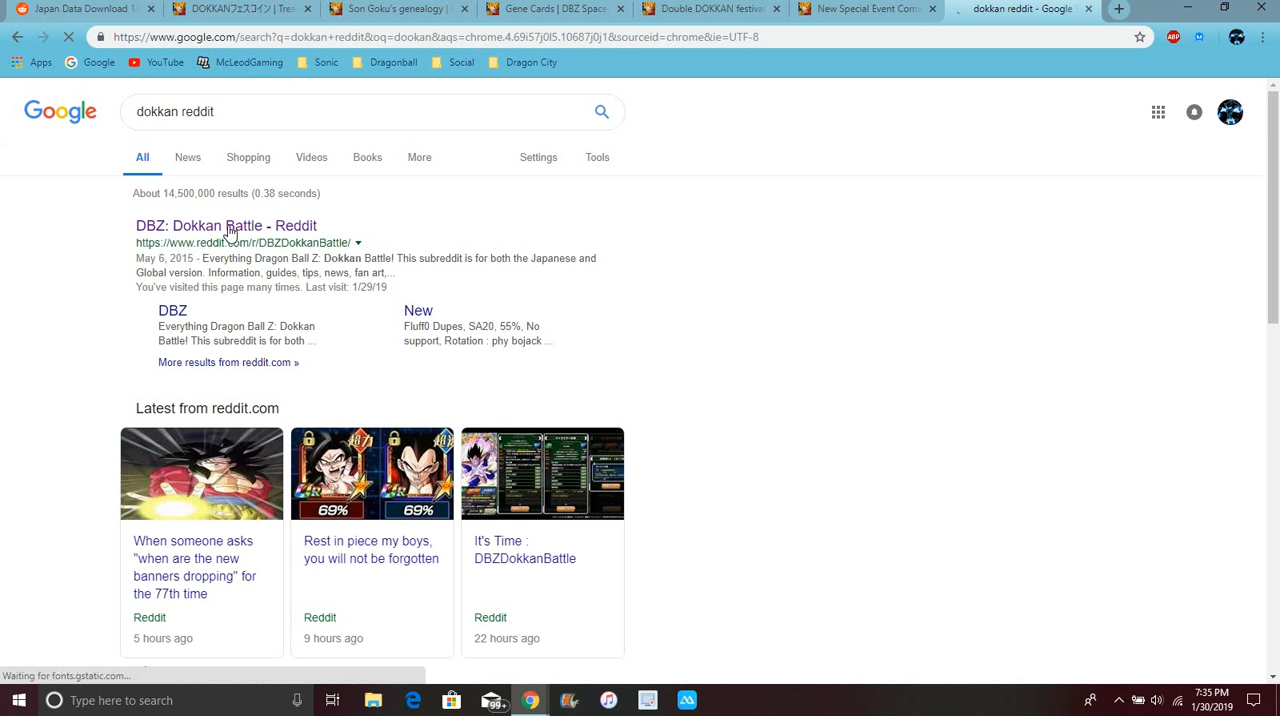 Japan Data Download 1/
DOKKANフェスコイン | Trea
Son Goku's genealogy |
Gene Cards | DBZ Space
Double DOKKAN festiva
New Special Event Com
dokkan reddit - Google
https://www.google.com/search?q=dokkan+reddit&oq=dookan&aqs=chrome.4.69i57j0l5.10687j0j1&sourceid=chrome&ie=UTF-8
Apps Google YouTube McLeodGaming Sonic Dragonball Social Dragon City
Google
dokkan reddit
All News Shopping Videos Books More Settings Tools
About 14,500,000 results (0.38 seconds)
DBZ: Dokkan Battle - Reddit
https://www.reddit.com/r/DBZDokkanBattle/
May 6, 2015 - Everything Dragon Ball Z: Dokkan Battle! This subreddit is for both the Japanese and
Global version. Information, guides, tips, news, fan art,...
You've visited this page many times. Last visit: 1/29/19
DBZ
Everything Dragon Ball Z: Dokkan
Battle! This subreddit is for both ...
New
Fluff0 Dupes, SA20, 55%, No
support, Rotation : phy bojack ...
More results from reddit.com »
Latest from reddit.com
69% 69%
When someone asks
"when are the new
banners dropping" for
the 77th time
Reddit
5 hours ago
Rest in piece my boys,
you will not be forgotten
Reddit
9 hours ago
It's Time :
DBZDokkanBattle
Reddit
22 hours ago
Waiting for fonts.gstatic.com...
Type here to search
99+
7:35 PM
1/30/2019